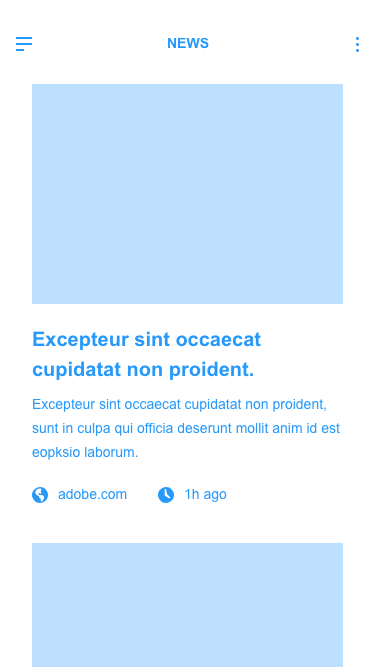 NEWS
Excepteur sint occaecat
cupidatat non proident.
Excepteur sint occaecat cupidatat non proident,
sunt in culpa qui officia deserunt mollit anim id est
eopksio laborum.
adobe.com 1h ago